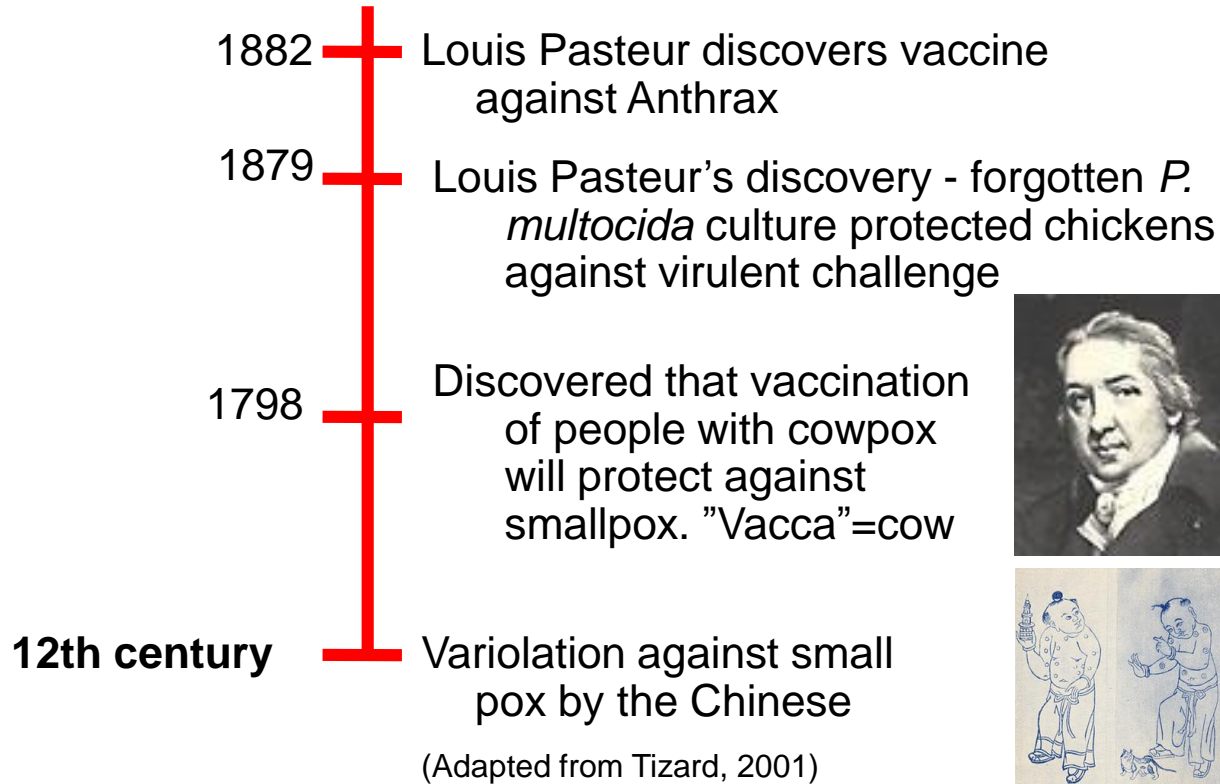 1882 Louis Pasteur discovers vaccine
against Anthrax
1879 Louis Pasteur’s discovery - forgotten P.
multocida culture protected chickens
against virulent challenge
1798 Discovered that vaccination
of people with cowpox
will protect against
smallpox. ”Vacca”=cow
12th century Variolation against small
pox by the Chinese
(Adapted from Tizard, 2001)